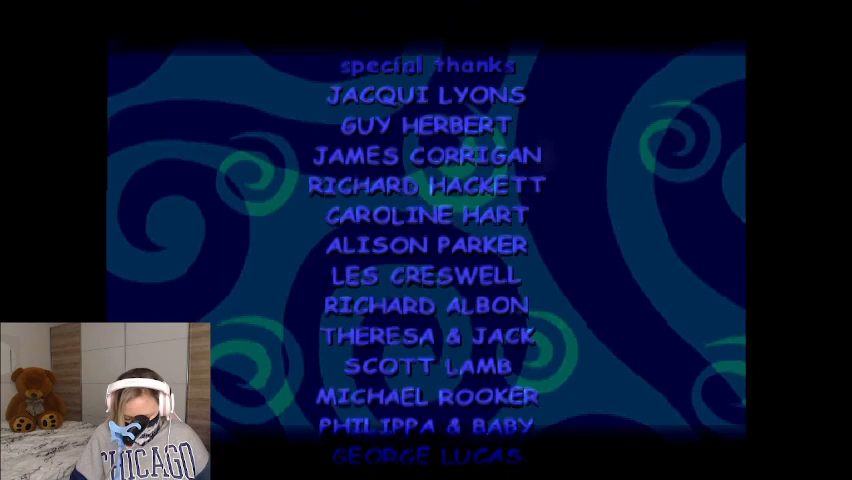 special thanks
JACQUI LYONS
GUY HERBERT
JAMES CORRIGAN
RICHARD HACKETT
CAROLINE HART
ALISON PARKER
LES CRESWELL
RICHARD ALBON
THERESA & JACK
SCOTT LAMB
MICHAEL ROOKER
PHILIPPA & BABY
GEORGE LUCAS
CHICAGO